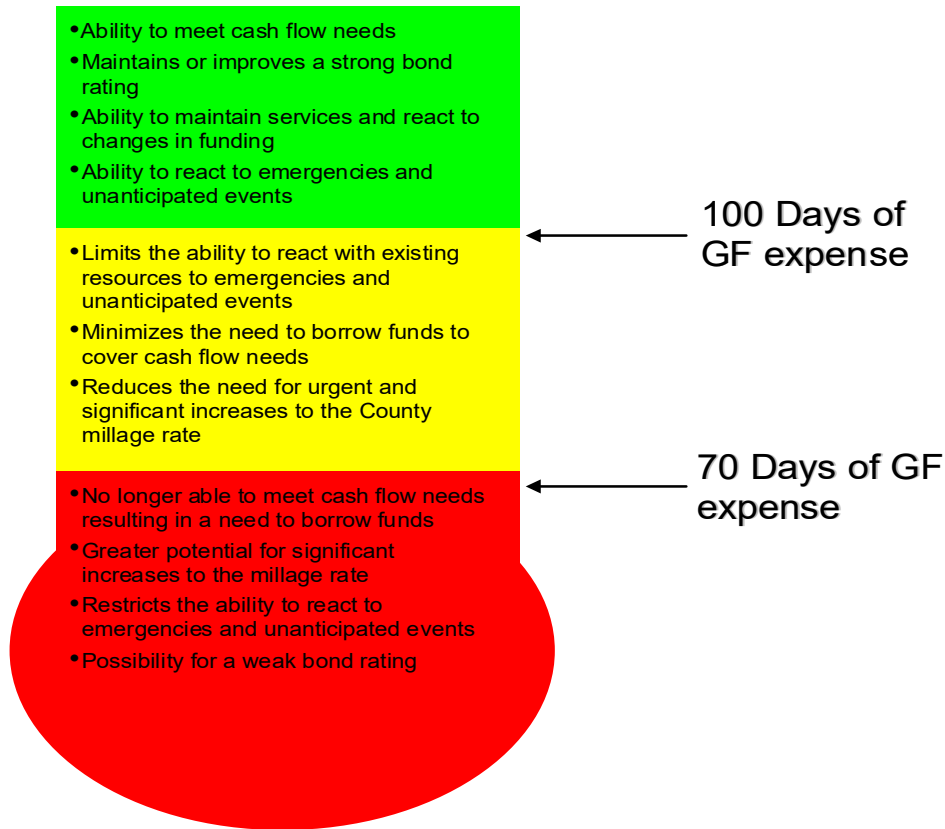 •Ability to meet cash flow needs
•Maintains or improves a strong bond
rating
•Ability to maintain services and react to
changes in funding
•Ability to react to emergencies and
unanticipated events
100 Days of
GF expense
•Limits the ability to react with existing
resources to emergencies and
unanticipated events
•Minimizes the need to borrow funds to
cover cash flow needs
•Reduces the need for urgent and
significant increases to the County
millage rate
70 Days of GF
expense
•No longer able to meet cash flow needs
resulting in a need to borrow funds
•Greater potential for significant
increases to the millage rate
•Restricts the ability to react to
emergencies and unanticipated events
•Possibility for a weak bond rating